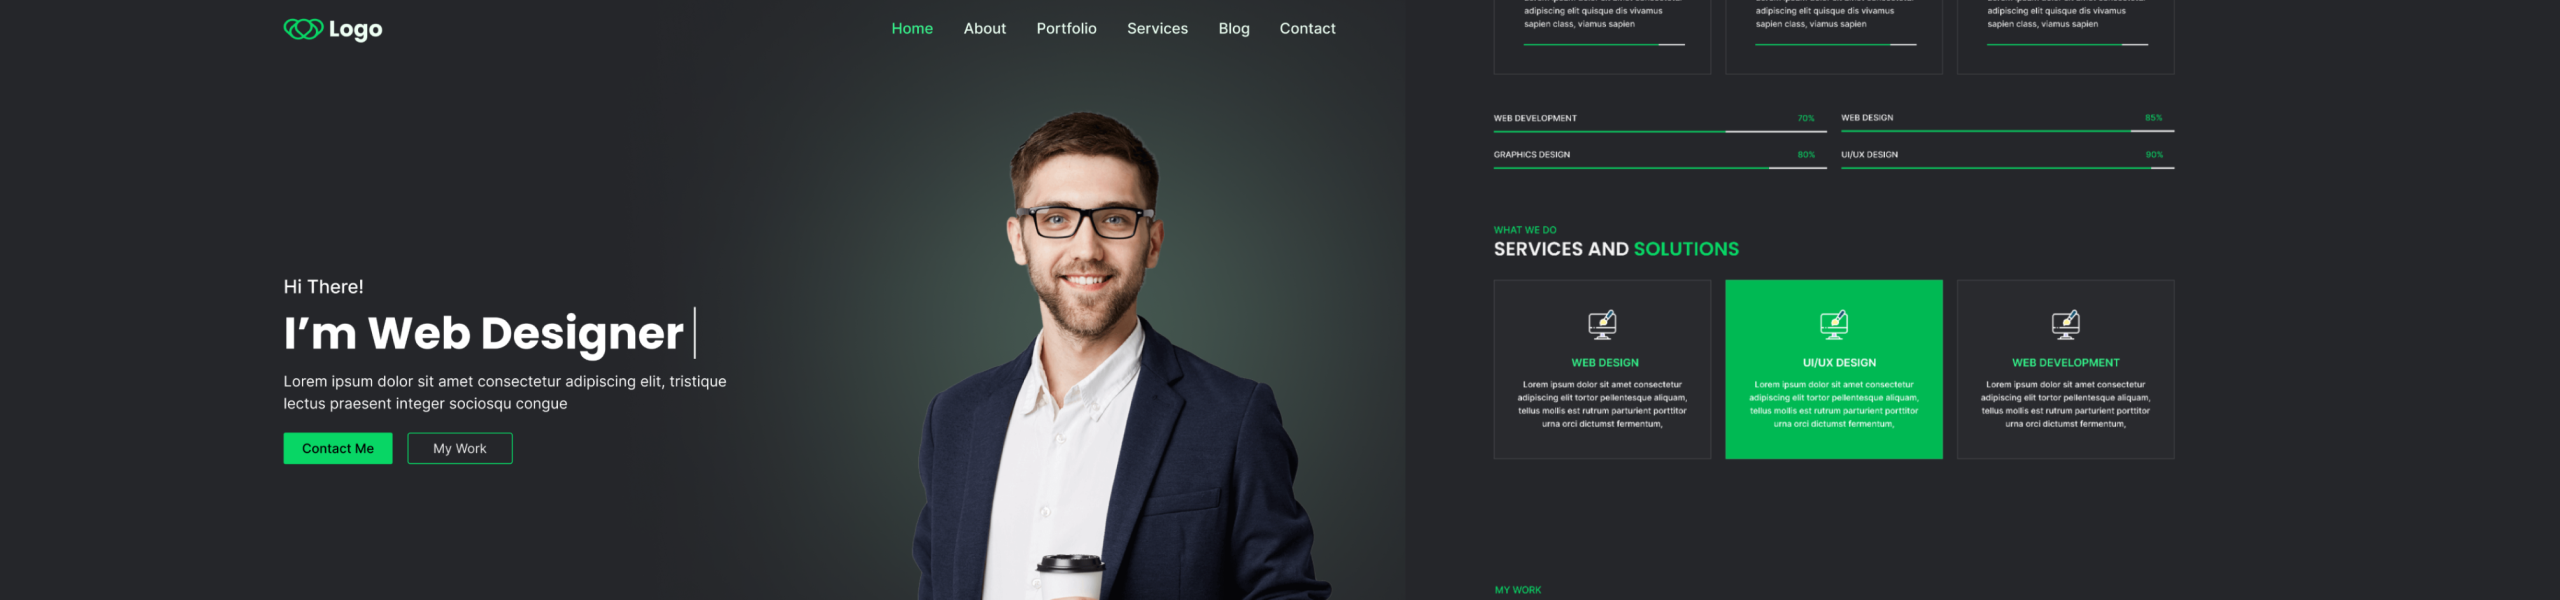 Logo
Home
About
Portfolio
Services
Blog
Contact
Hi There!
I'm Web Designer
Lorem ipsum dolor sit amet consectetur adipiscing elit, tristique
lectus praesent integer sociosqu congue
Contact Me
My Work
adipiscing elit quisque dis vivamus
sapien class, viamus sapien
adipiscing elit quisque dis vivamus
sapien class, viamus sapien
adipiscing elit quisque dis vivamus
sapien class, viamus sapien
WEB DEVELOPMENT 70%
WEB DESIGN 85%
GRAPHICS DESIGN 80%
UI/UX DESIGN 90%
WHAT WE DO
SERVICES AND SOLUTIONS
WEB DESIGN
Lorem ipsum dolor sit amet consectetur
adipiscing elit tortor pellentesque aliquam,
tellus mollis est rutrum parturient porttitor
urna orci dictumst fermentum,
UI/UX DESIGN
Lorem ipsum dolor sit amet consectetur
adipiscing elit tortor pellentesque aliquam,
tellus mollis est rutrum parturient porttitor
urna orci dictumst fermentum,
WEB DEVELOPMENT
Lorem ipsum dolor sit amet consectetur
adipiscing elit tortor pellentesque aliquam,
tellus mollis est rutrum parturient porttitor
urna orci dictumst fermentum,
MY WORK